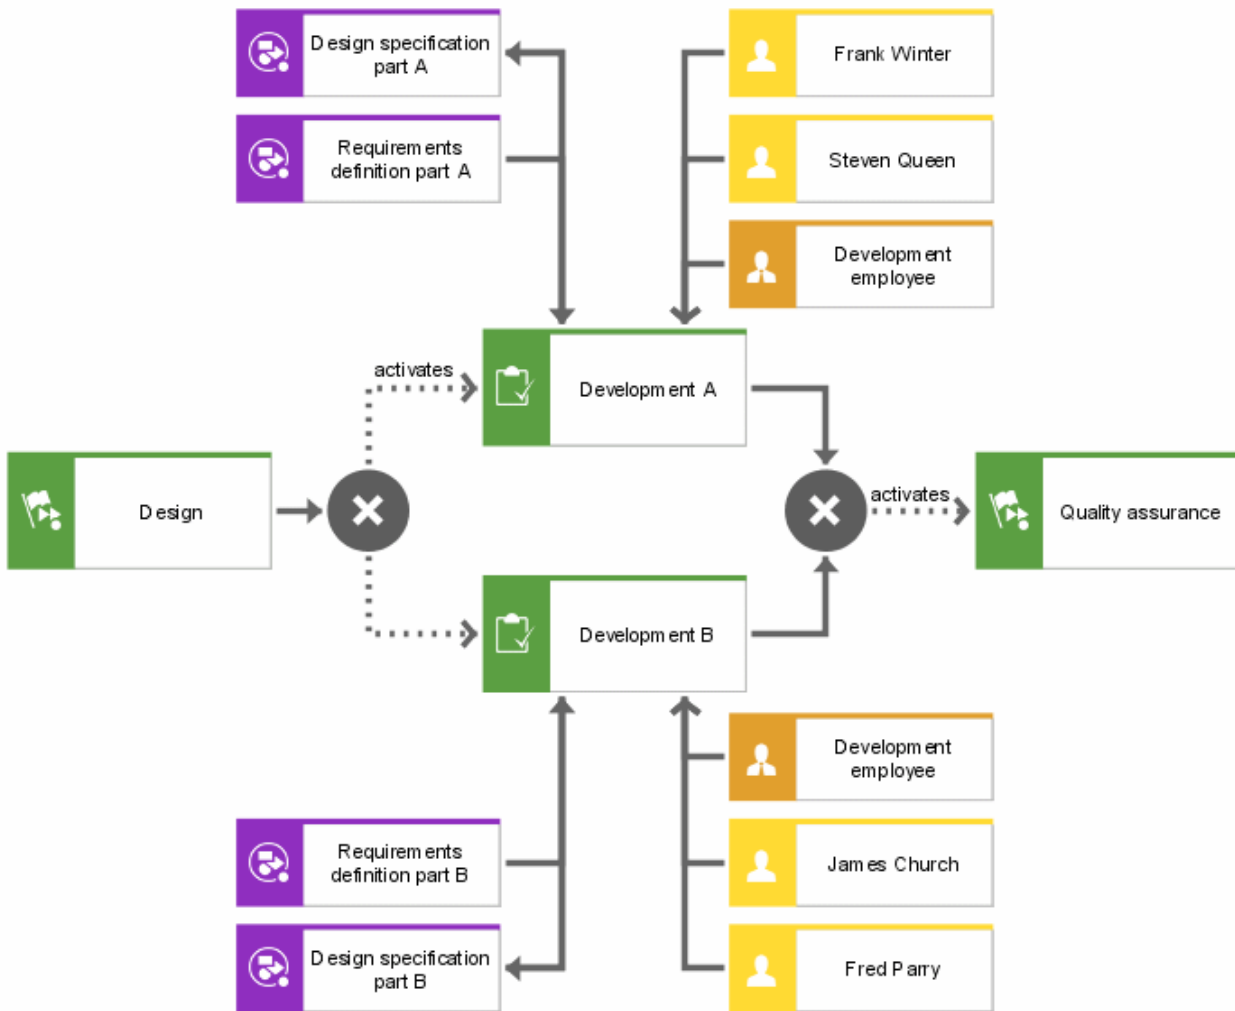 Design specification
part A
Frank Winter
Requirements
definition part A
Steven Queen
Development
employee
activates
Development A
Design
activates
Quality assurance
Development B
Development
employee
Requirements
definition part B
James Church
Design specification
part B
Fred Parry